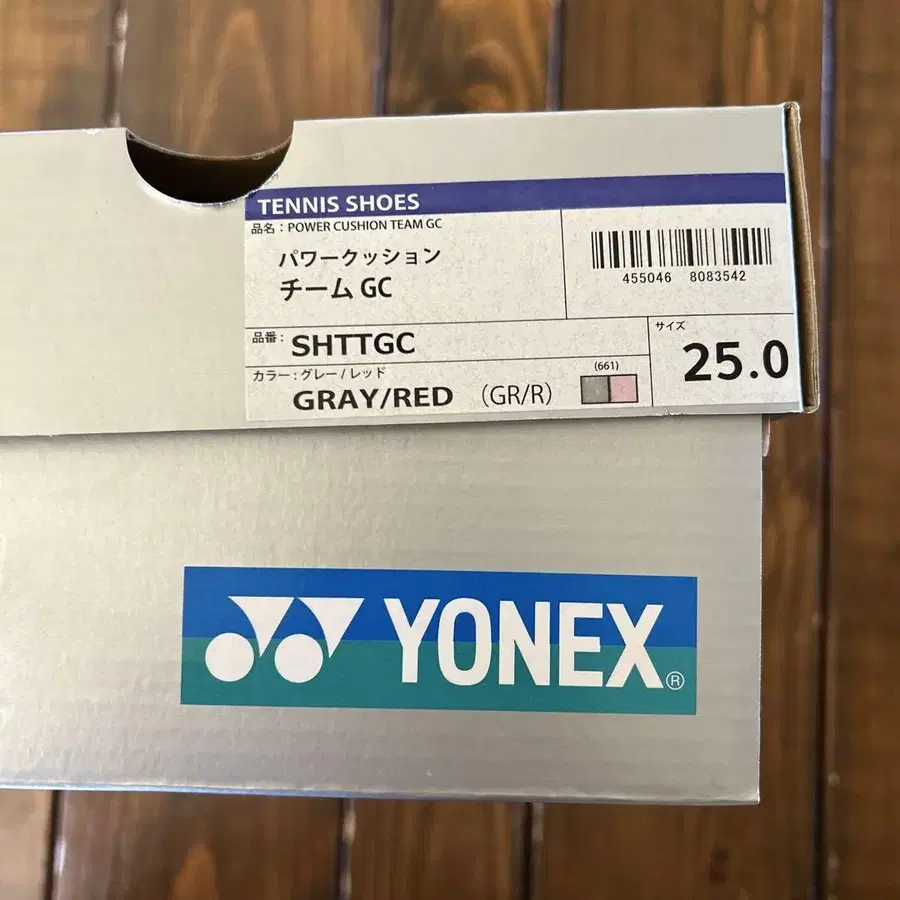 TENNIS SHOES
品名：POWER CUSHION TEAM GC
パワークッション
チーム GC
455046 8083542
品番：
SHTTGC
サイズ
25.0
カラー：グレー/レッド
GRAY/RED (GR/R)
(661)
YONEX®